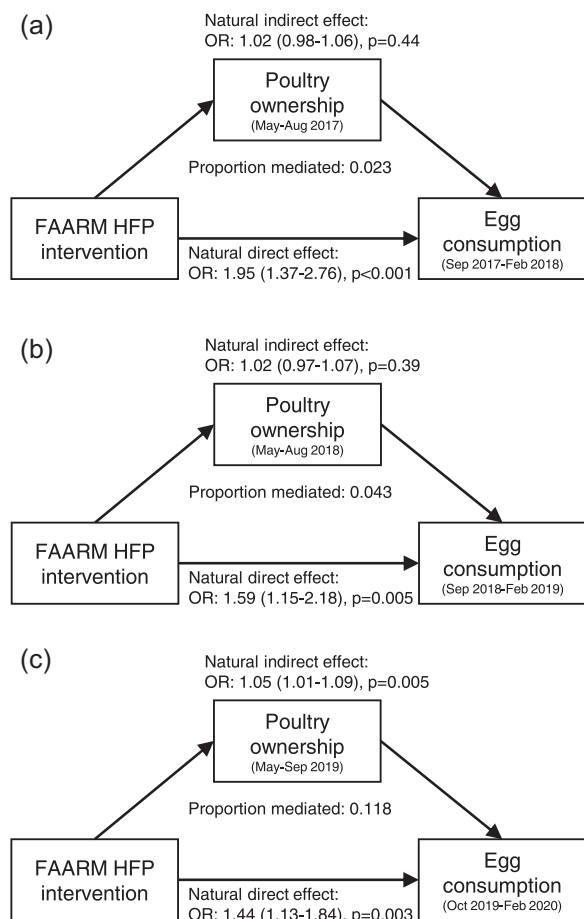 (a)
Natural indirect effect:
OR: 1.02 (0.98-1.06), p=0.44
Poultry
ownership
(May-Aug 2017)
Proportion mediated: 0.023
FAARM HFP
intervention
Egg
consumption
(Sep 2017-Feb 2018)
Natural direct effect:
OR: 1.95 (1.37-2.76), p<0.001
(b)
Natural indirect effect:
OR: 1.02 (0.97-1.07), p=0.39
Poultry
ownership
(May-Aug 2018)
Proportion mediated: 0.043
FAARM HFP
intervention
Egg
consumption
(Sep 2018-Feb 2019)
Natural direct effect:
OR: 1.59 (1.15-2.18), p=0.005
(c)
Natural indirect effect:
OR: 1.05 (1.01-1.09), p=0.005
Poultry
ownership
(May-Sep 2019)
Proportion mediated: 0.118
FAARM HFP
intervention
Egg
consumption
(Oct 2019-Feb 2020)
Natural direct effect:
OR: 1.44 (1.13-1.84), p=0.003